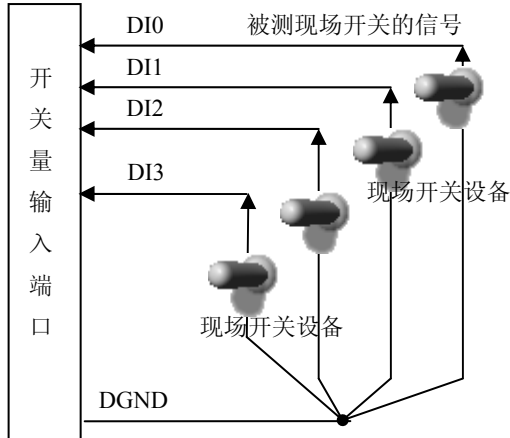 DI0 被测现场开关的信号
DI1
DI2
DI3
开关量输入端口
现场开关设备
现场开关设备
DGND